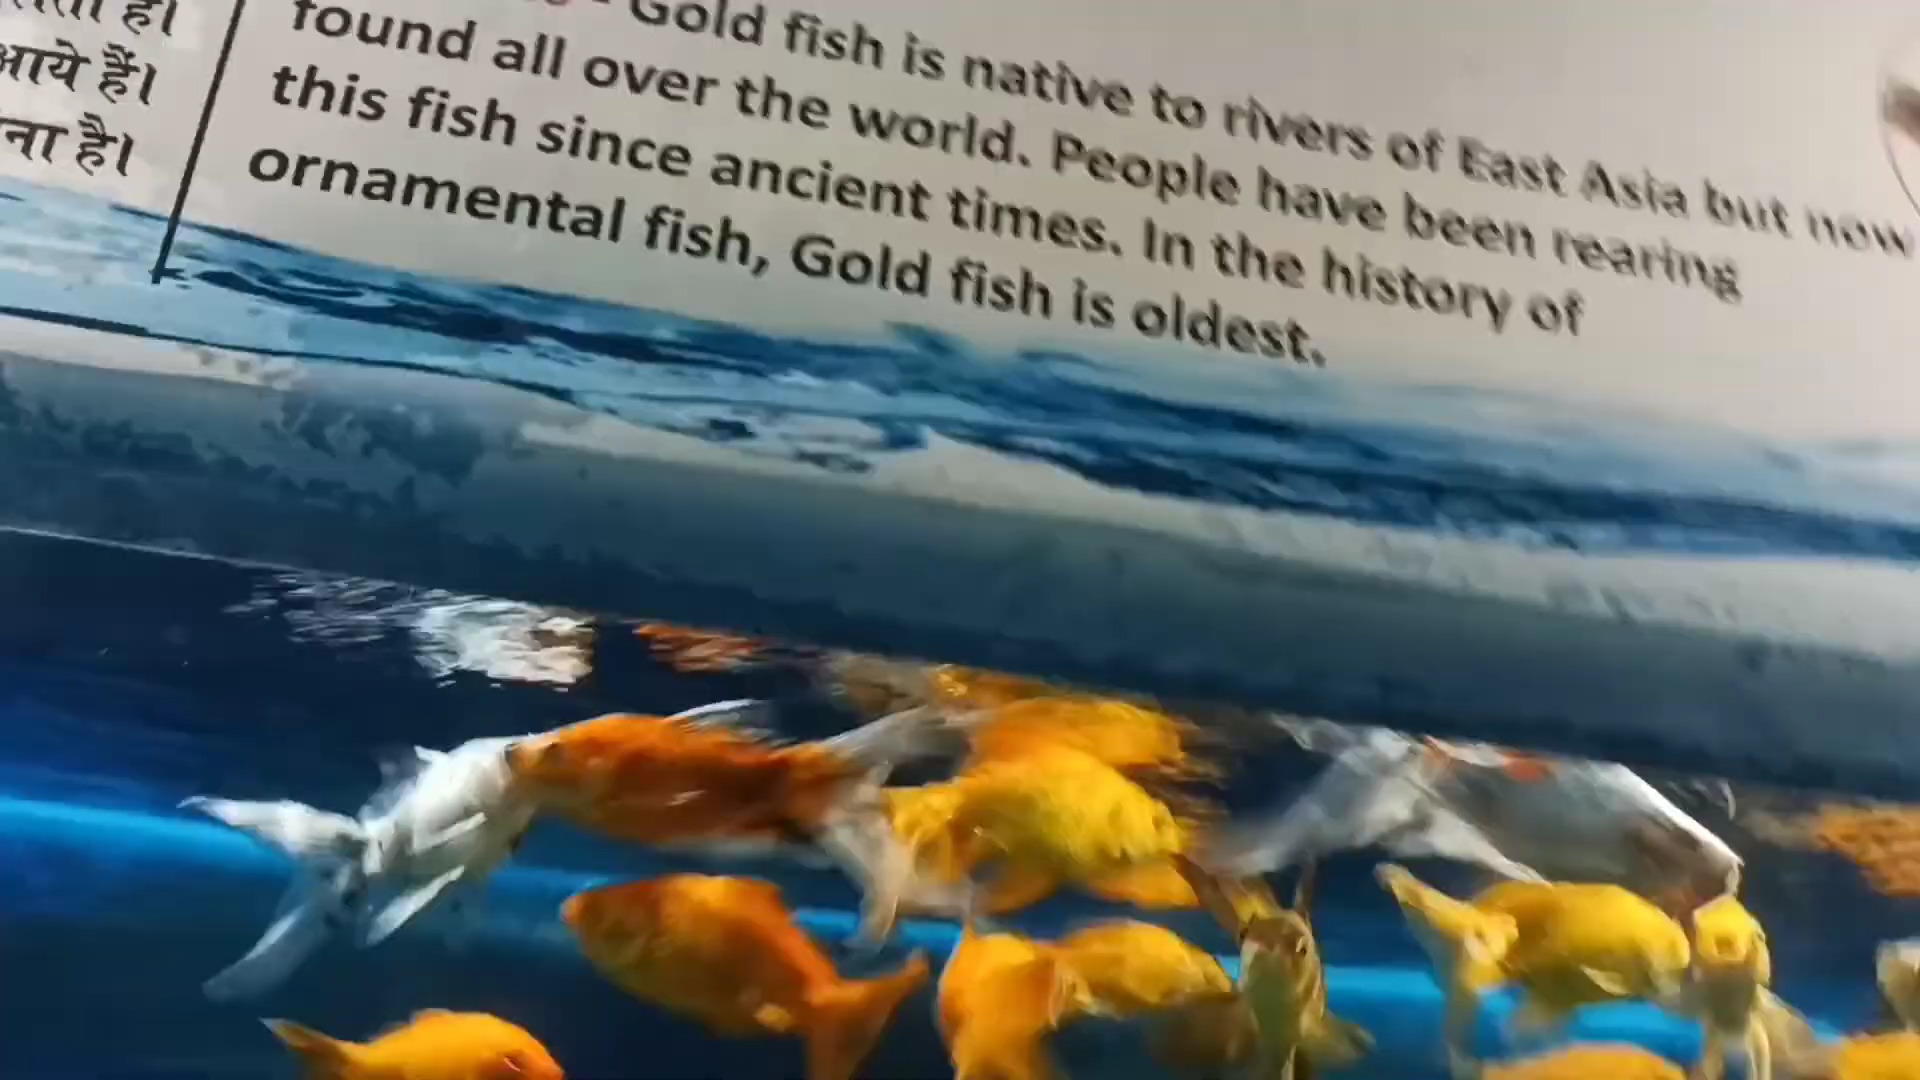 है।
आये हैं।
है।
Gold fish is native to rivers of East Asia but now
found all over the world. People have been rearing
this fish since ancient times. In the history of
ornamental fish, Gold fish is oldest.